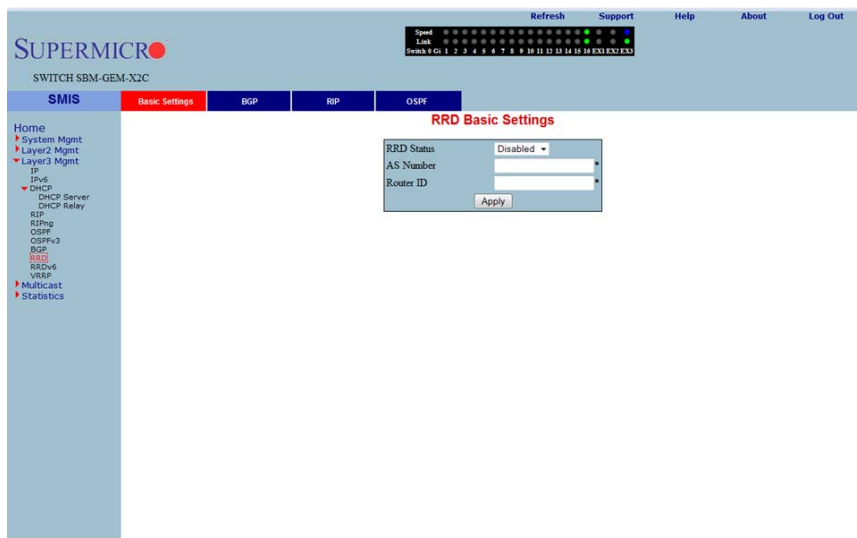 Refresh Support Help About Log Out
Speed
Link
Switch 0 Gi 1 2 3 4 5 6 7 8 9 10 11 12 13 14 15 16 EX1 EX2 EX3
SUPERMICRO
SWITCH SBM-GEM-X2C
SMIS Basic Settings BGP RIP OSPF
RRD Basic Settings
RRD Status Disabled
AS Number *
Router ID *
Apply
Home
System Mgmt
Layer2 Mgmt
Layer3 Mgmt
IP
IPv6
DHCP
DHCP Server
DHCP Relay
RIP
RIPng
OSPF
OSPFv3
BGP
RRD
RRDv6
VRRP
Multicast
Statistics